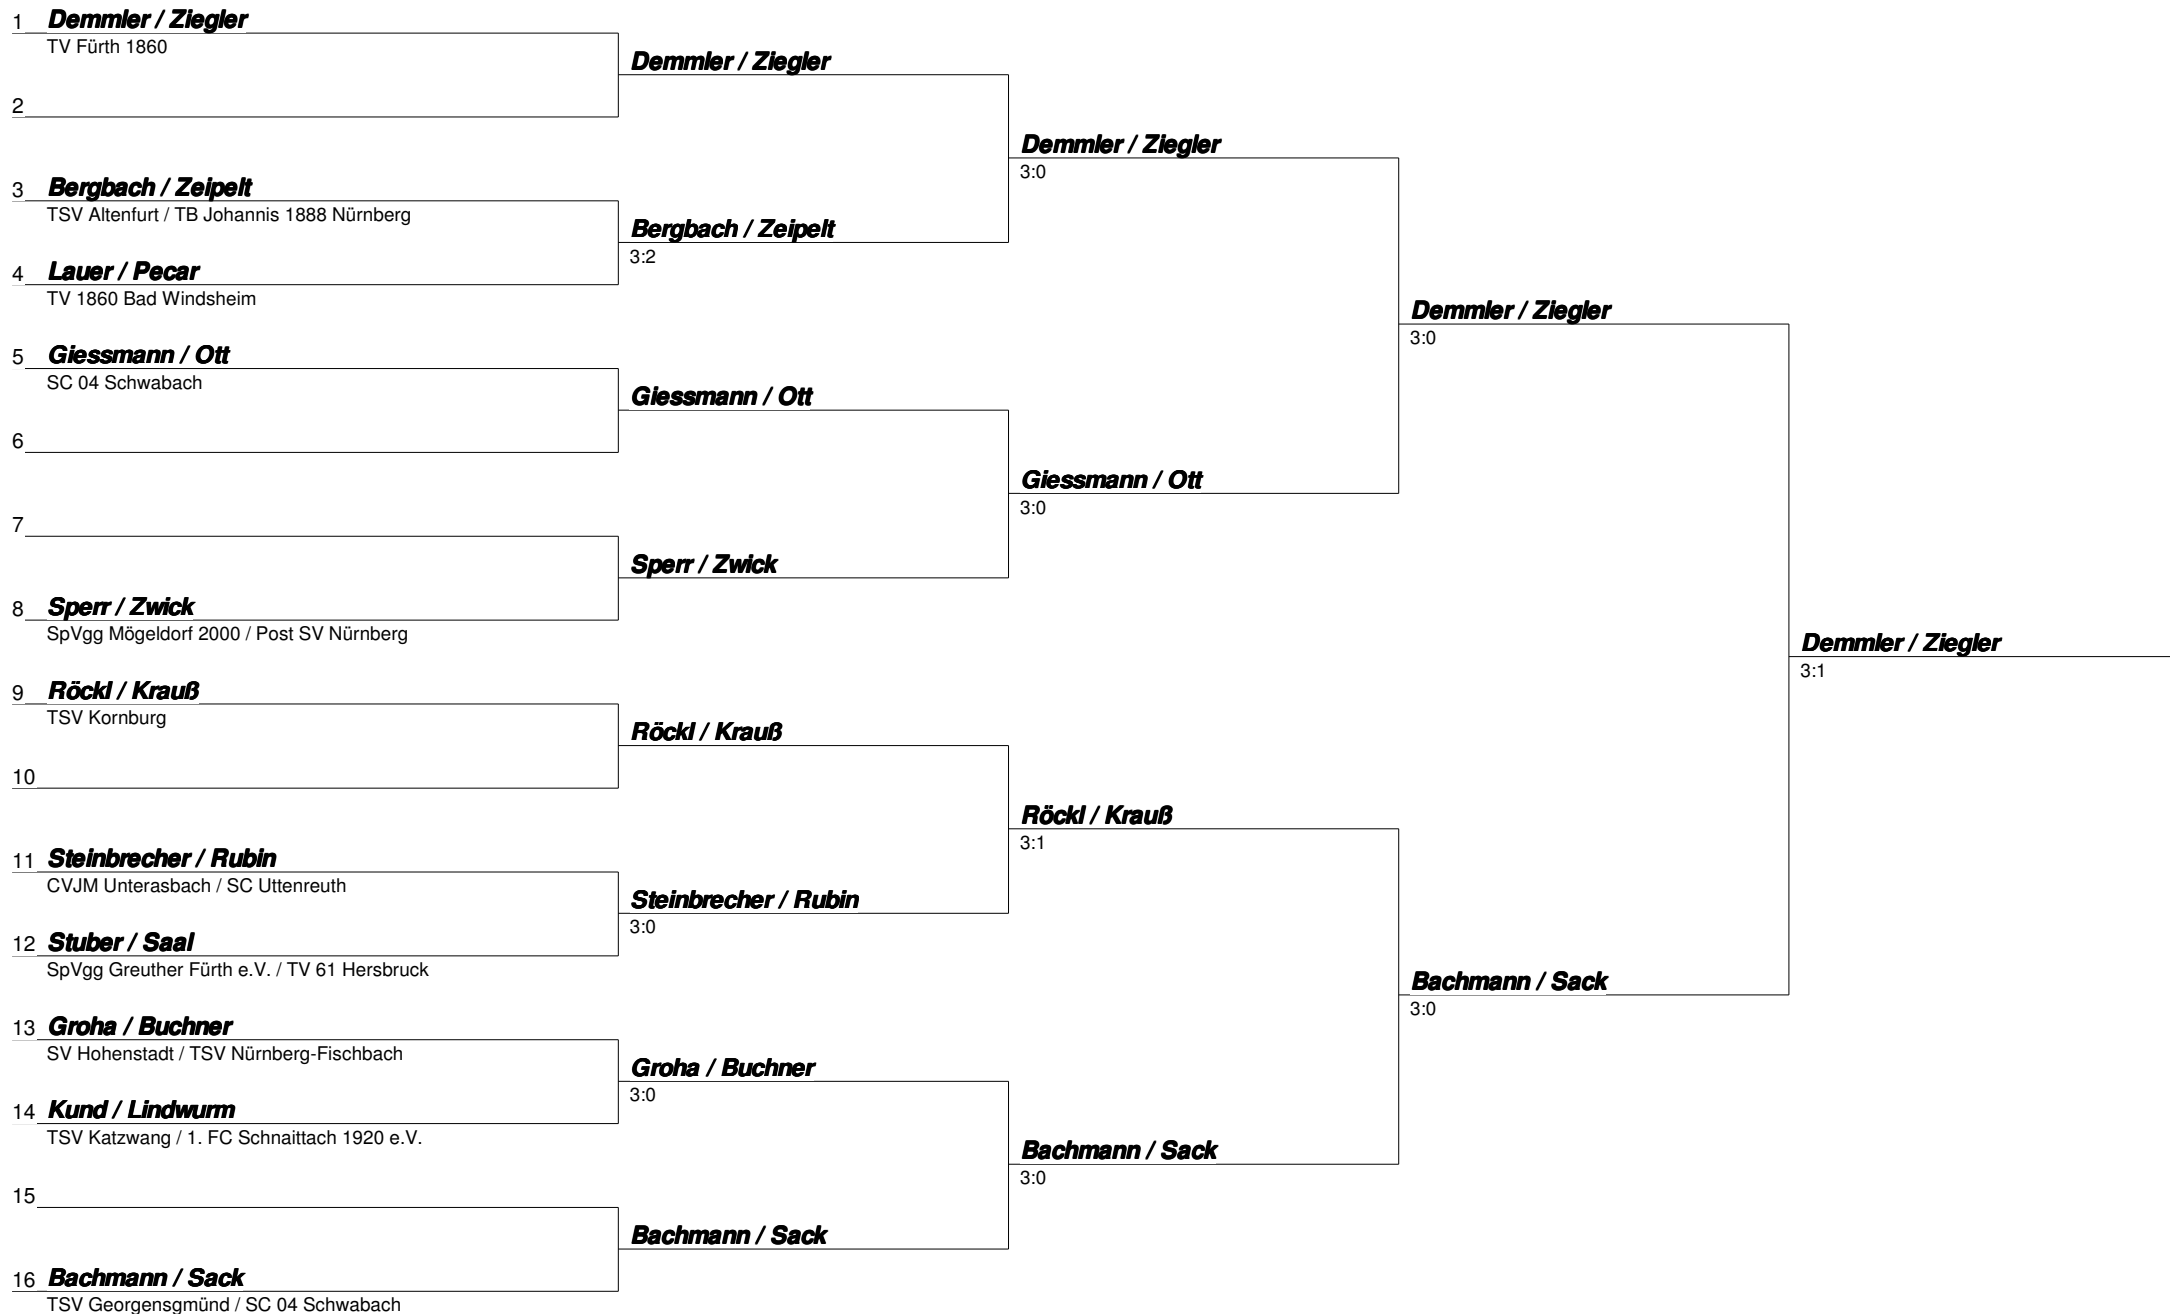 1 Demmler / Ziegler
TV Fürth 1860
Demmler / Ziegler
2
Demmler / Ziegler
3:0
3 Bergbach / Zeipelt
TSV Altenfurt / TB Johannis 1888 Nürnberg
Bergbach / Zeipelt
3:2
4 Lauer / Pecar
TV 1860 Bad Windsheim
Demmler / Ziegler
3:0
5 Giessmann / Ott
SC 04 Schwabach
Giessmann / Ott
6
Giessmann / Ott
3:0
7
Sperr / Zwick
8 Sperr / Zwick
SpVgg Mögeldorf 2000 / Post SV Nürnberg
Demmler / Ziegler
3:1
9 Röckl / Krauß
TSV Kornburg
Röckl / Krauß
10
Röckl / Krauß
3:1
11 Steinbrecher / Rubin
CVJM Unterasbach / SC Uttenreuth
Steinbrecher / Rubin
3:0
12 Stuber / Saal
SpVgg Greuther Fürth e.V. / TV 61 Hersbruck
Bachmann / Sack
3:0
13 Groha / Buchner
SV Hohenstadt / TSV Nürnberg-Fischbach
Groha / Buchner
3:0
14 Kund / Lindwurm
TSV Katzwang / 1. FC Schnaittach 1920 e.V.
Bachmann / Sack
3:0
15
Bachmann / Sack
16 Bachmann / Sack
TSV Georgensgmünd / SC 04 Schwabach